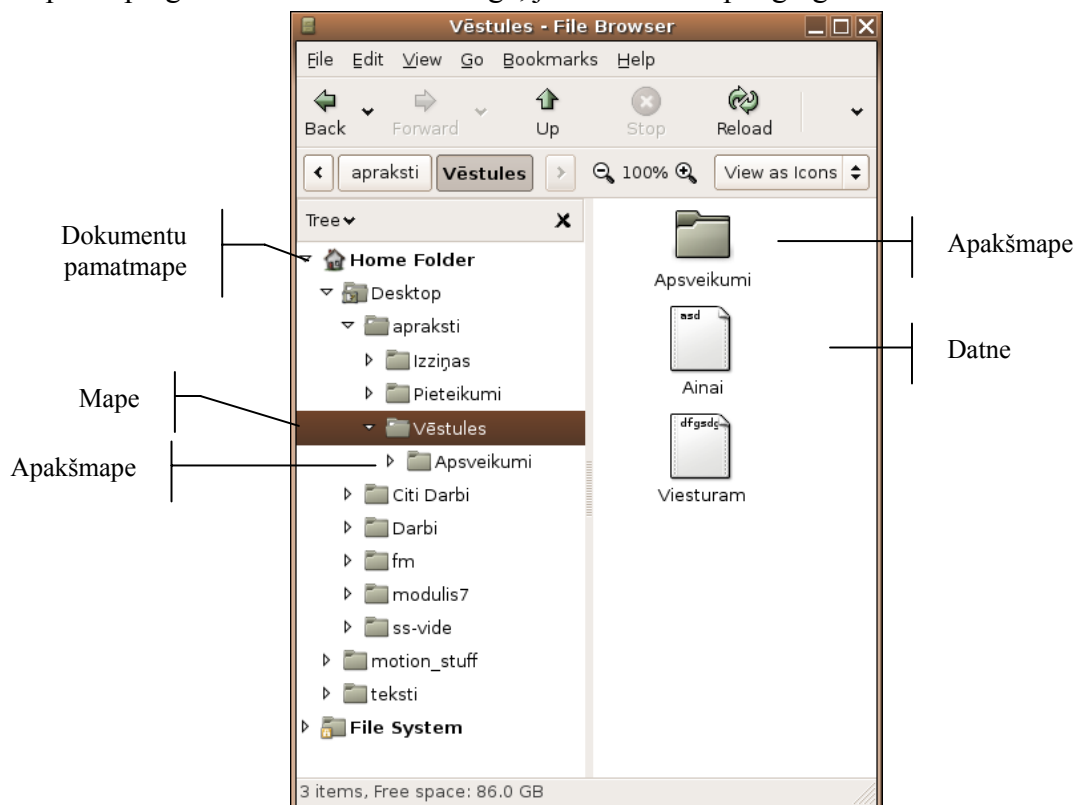 Vēstules - File Browser
File Edit View Go Bookmarks Help
Back Forward Up Stop Reload
apraksti Vēstules 100% View as Icons
Tree
Home Folder
Desktop
apraksti
Izziņas
Pieteikumi
Vēstules
Apsveikumi
Citi Darbi
Darbi
fm
modulis7
ss-vide
motion_stuff
teksti
File System
asd
Apsveikumi
Ainai
dfgsdg
Viesturam
3 items, Free space: 86.0 GB
Dokumentu
pamatmape
Mape
Apakšmape
Apakšmape
Datne